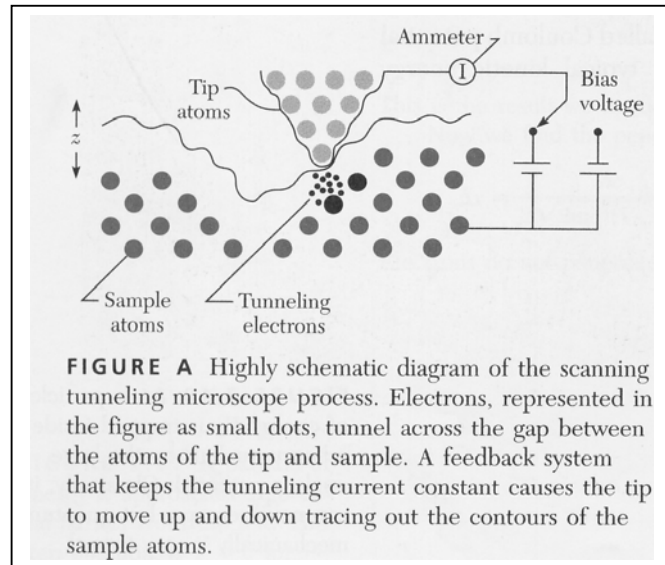 Ammeter
I
Tip
atoms
Bias
voltage
z
Sample
atoms
Tunneling
electrons
FIGURE A Highly schematic diagram of the scanning
tunneling microscope process. Electrons, represented in
the figure as small dots, tunnel across the gap between
the atoms of the tip and sample. A feedback system
that keeps the tunneling current constant causes the tip
to move up and down tracing out the contours of the
sample atoms.